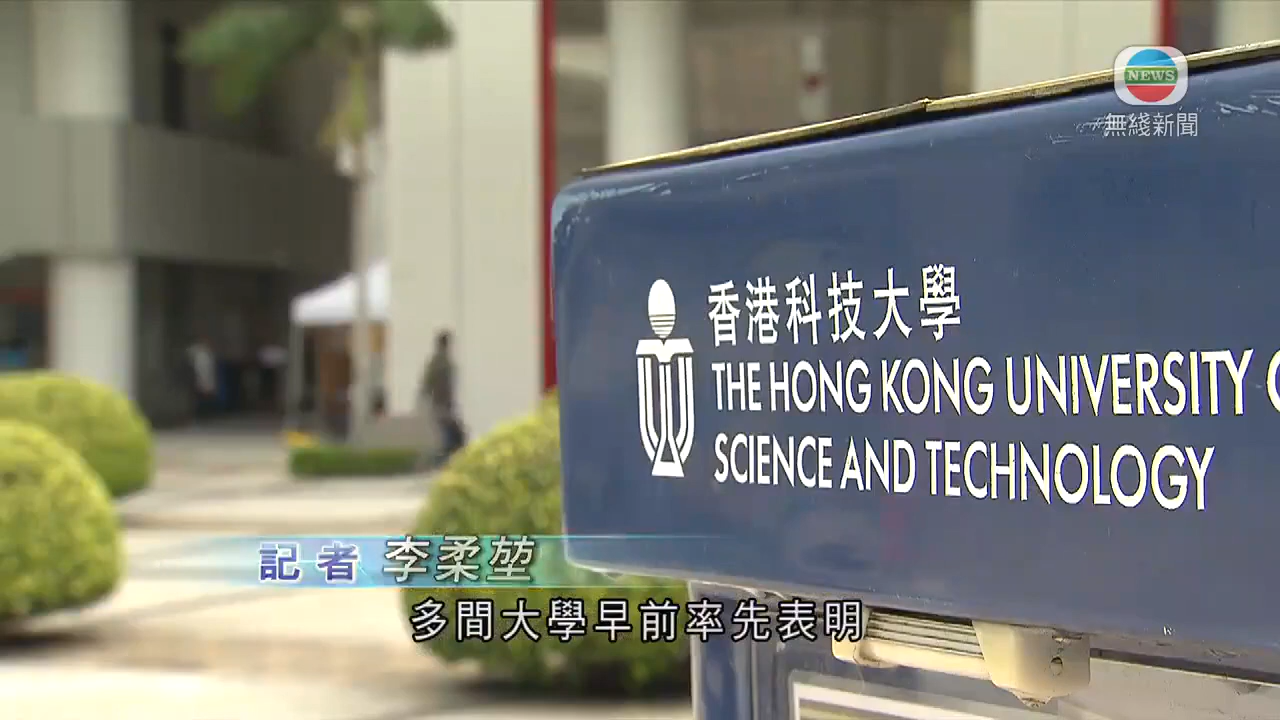 NEWS
無綫新聞
香港科技大學
THE HONG KONG UNIVERSITY
SCIENCE AND TECHNOLOGY
記者 李柔堃
多間大學早前率先表明